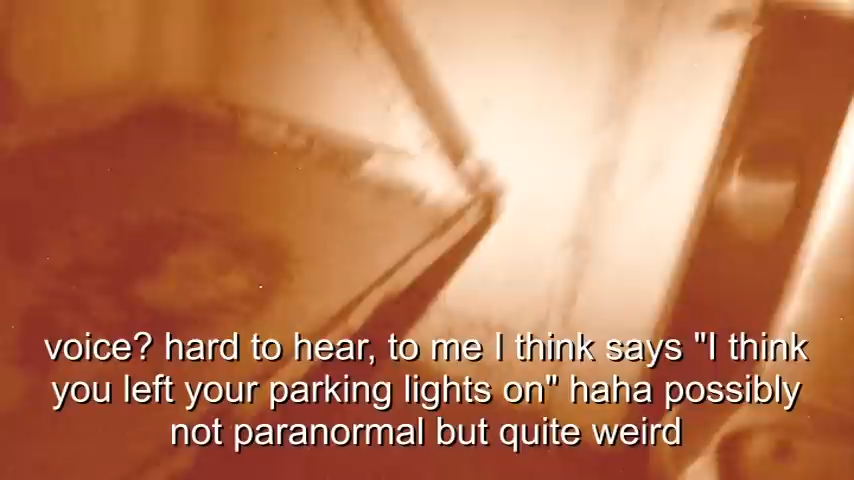 voice? hard to hear, to me I think says "I think
you left your parking lights on" haha possibly
not paranormal but quite weird